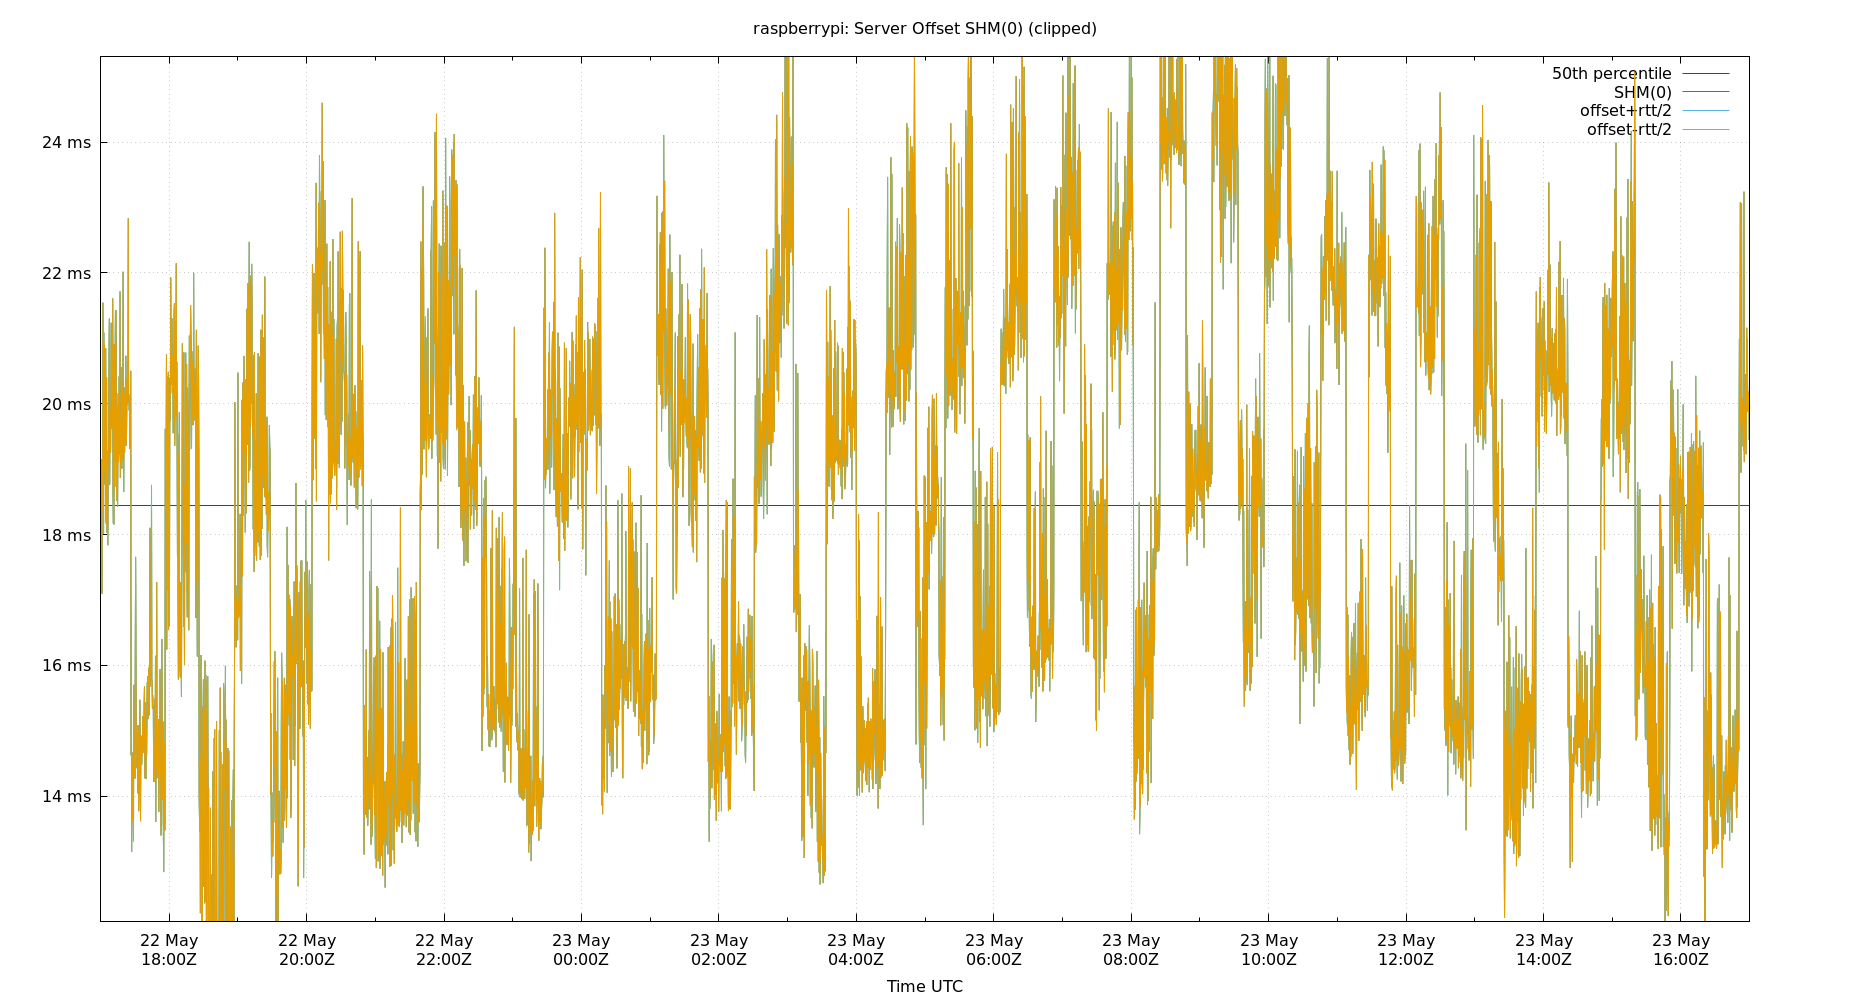 raspberrypi: Server Offset SHM(0) (clipped)
50th percentile
SHM(0)
offset+rtt/2
offset-rtt/2
24 ms
22 ms
20 ms
18 ms
16 ms
14 ms
22 May 22 May 22 May 23 May 23 May 23 May 23 May 23 May 23 May 23 May 23 May 23 May
18:00Z 20:00Z 22:00Z 00:00Z 02:00Z 04:00Z 06:00Z 08:00Z 10:00Z 12:00Z 14:00Z 16:00Z
Time UTC